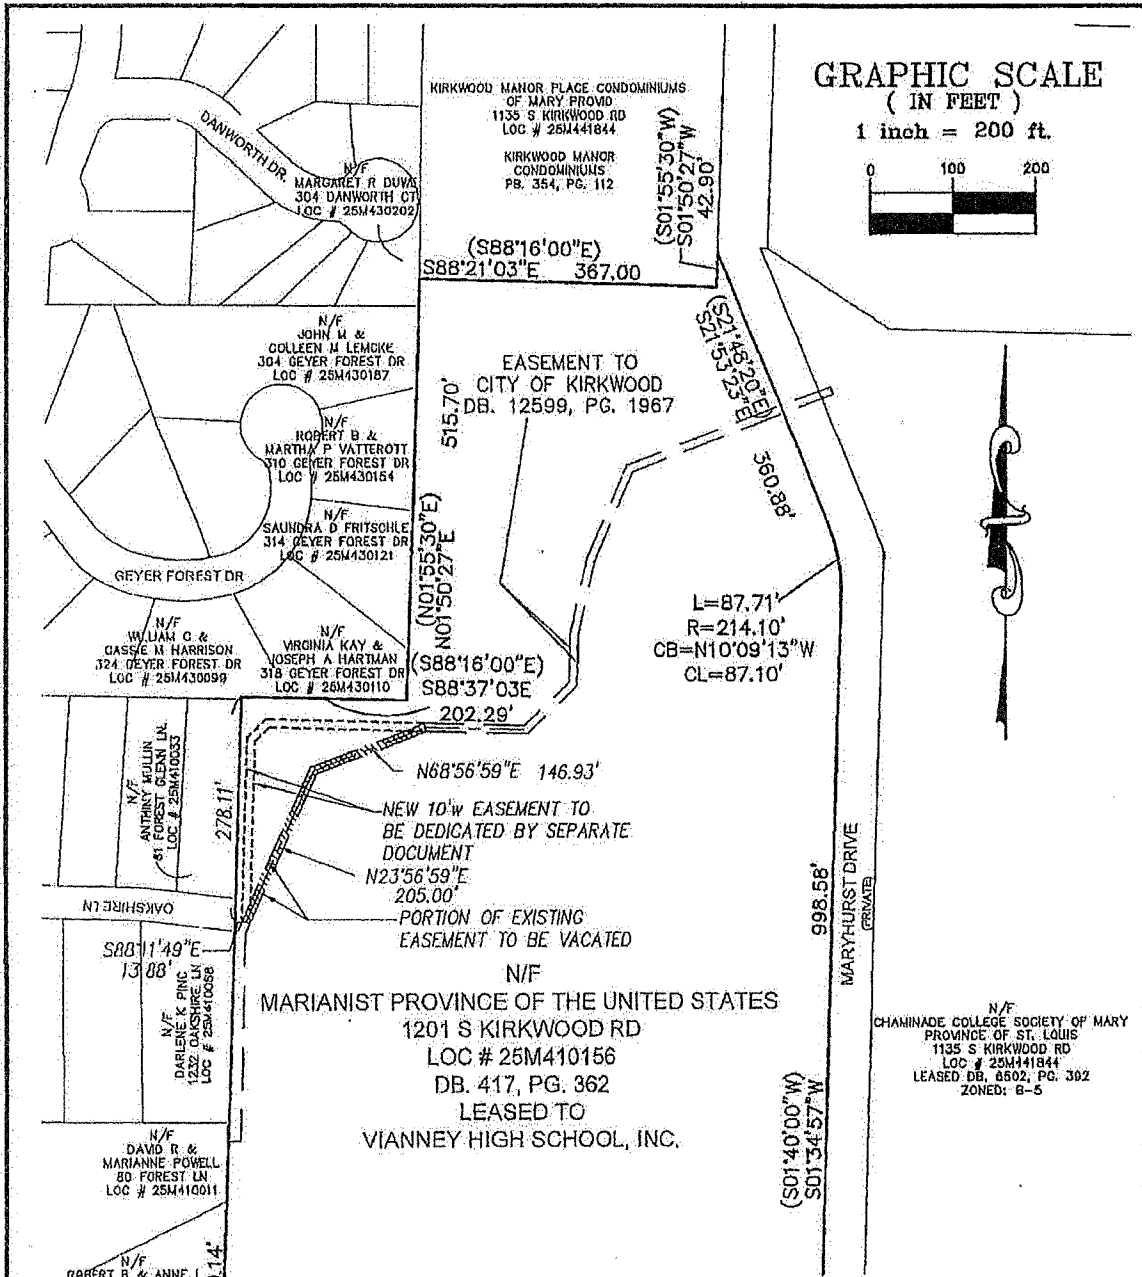 GRAPHIC SCALE
( IN FEET )
1 inch = 200 ft.
0 100 200
KIRKWOOD MANOR PLACE CONDOMINIUMS
OF MARY PROVID
1135 S KIRKWOOD RD
LOC # 25M441844
KIRKWOOD MANOR
CONDOMINIUMS
PB. 354, PG. 112
(S01°55'30"W)
S01°50'27"W
42.90'
DANWORTH DR.
N/F
MARGARET R DUVA
304 DANWORTH CT
LOC # 25M430202
(S88°16'00"E)
S88°21'03"E 367.00
(S21°48'20"E)
S21°53'23"E
360.88'
N/F
JOHN M &
COLLEEN M LEMCKE
304 GEYER FOREST DR
LOC # 25M430187
EASEMENT TO
CITY OF KIRKWOOD
DB. 12599, PG. 1967
515.70'
(N01°55'30"E)
N01°50'27"E
N/F
ROBERT B &
MARTHA P VATTEROTT
310 GEYER FOREST DR
LOC # 25M430154
N/F
SAUNDRA D FRITSCHLE
314 GEYER FOREST DR
LOC # 25M430121
GEYER FOREST DR
N/F
WILLIAM C &
CASSIE M HARRISON
324 GEYER FOREST DR
LOC # 25M430099
N/F
VIRGINIA KAY &
JOSEPH A HARTMAN
318 GEYER FOREST DR
LOC # 25M430110
L=87.71'
R=214.10'
CB=N10°09'13"W
CL=87.10'
(S88°16'00"E)
S88°37'03E
202.29'
N/F
ANTHINY MULLIN
61 FOREST GLEAN LN.
LOC # 25M410033
278.11'
N68°56'59"E 146.93'
NEW 10'w EASEMENT TO
BE DEDICATED BY SEPARATE
DOCUMENT
N23°56'59"E
205.00'
PORTION OF EXISTING
EASEMENT TO BE VACATED
OAKSHIRE LN
S88°11'49"E
13.88'
N/F
DARLENE K PINC
1232 OAKSHIRE LN
LOC # 25M410058
N/F
MARIANIST PROVINCE OF THE UNITED STATES
1201 S KIRKWOOD RD
LOC # 25M410156
DB. 417, PG. 362
LEASED TO
VIANNEY HIGH SCHOOL, INC.
998.58'
MARYHURST DRIVE
(PRIVATE)
(S01°40'00"W)
S01°34'57"W
N/F
CHAMINADE COLLEGE SOCIETY OF MARY
PROVINCE OF ST. LOUIS
1135 S KIRKWOOD RD
LOC # 25M441844
LEASED DB. 6502, PG. 302
ZONED: B-5
N/F
DAVID R &
MARIANNE POWELL
80 FOREST LN
LOC # 25M410011
N/F
ROBERT B & ANNE
.14'